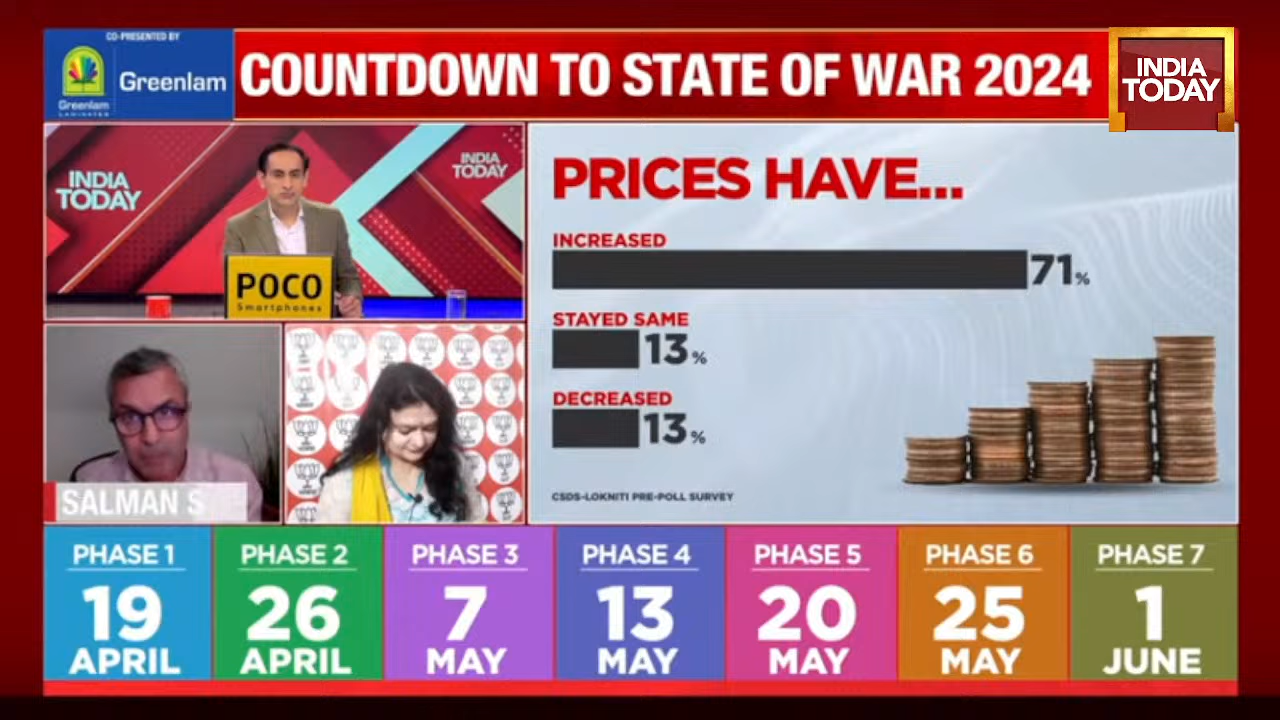 CO-PRESENTED BY
Greenlam
LAMINATES
Greenlam
COUNTDOWN TO STATE OF WAR 2024
INDIA
TODAY
INDIA
TODAY
INDIA
TODAY
POCO
Smartphones
SALMAN S
PRICES HAVE...
INCREASED
71%
STAYED SAME
13%
DECREASED
13%
CSDS-LOKNITI PRE-POLL SURVEY
PHASE 1
19
APRIL
PHASE 2
26
APRIL
PHASE 3
7
MAY
PHASE 4
13
MAY
PHASE 5
20
MAY
PHASE 6
25
MAY
PHASE 7
1
JUNE